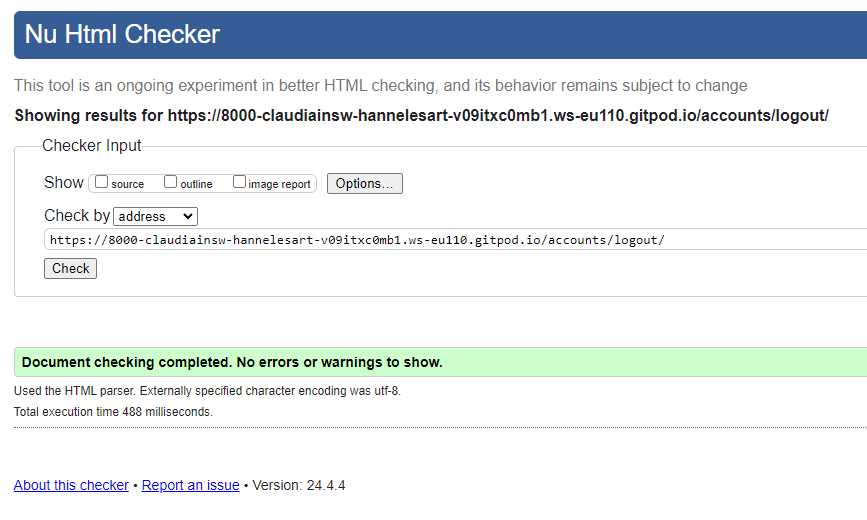 Nu Html Checker
This tool is an ongoing experiment in better HTML checking, and its behavior remains subject to change
Showing results for https://8000-claudiainsw-hannelesart-v09itxc0mb1.ws-eu110.gitpod.io/accounts/logout/
Checker Input
Show source outline image report Options...
Check by address
https://8000-claudiainsw-hannelesart-v09itxc0mb1.ws-eu110.gitpod.io/accounts/logout/
Check
Document checking completed. No errors or warnings to show.
Used the HTML parser. Externally specified character encoding was utf-8.
Total execution time 488 milliseconds.
About this checker • Report an issue • Version: 24.4.4